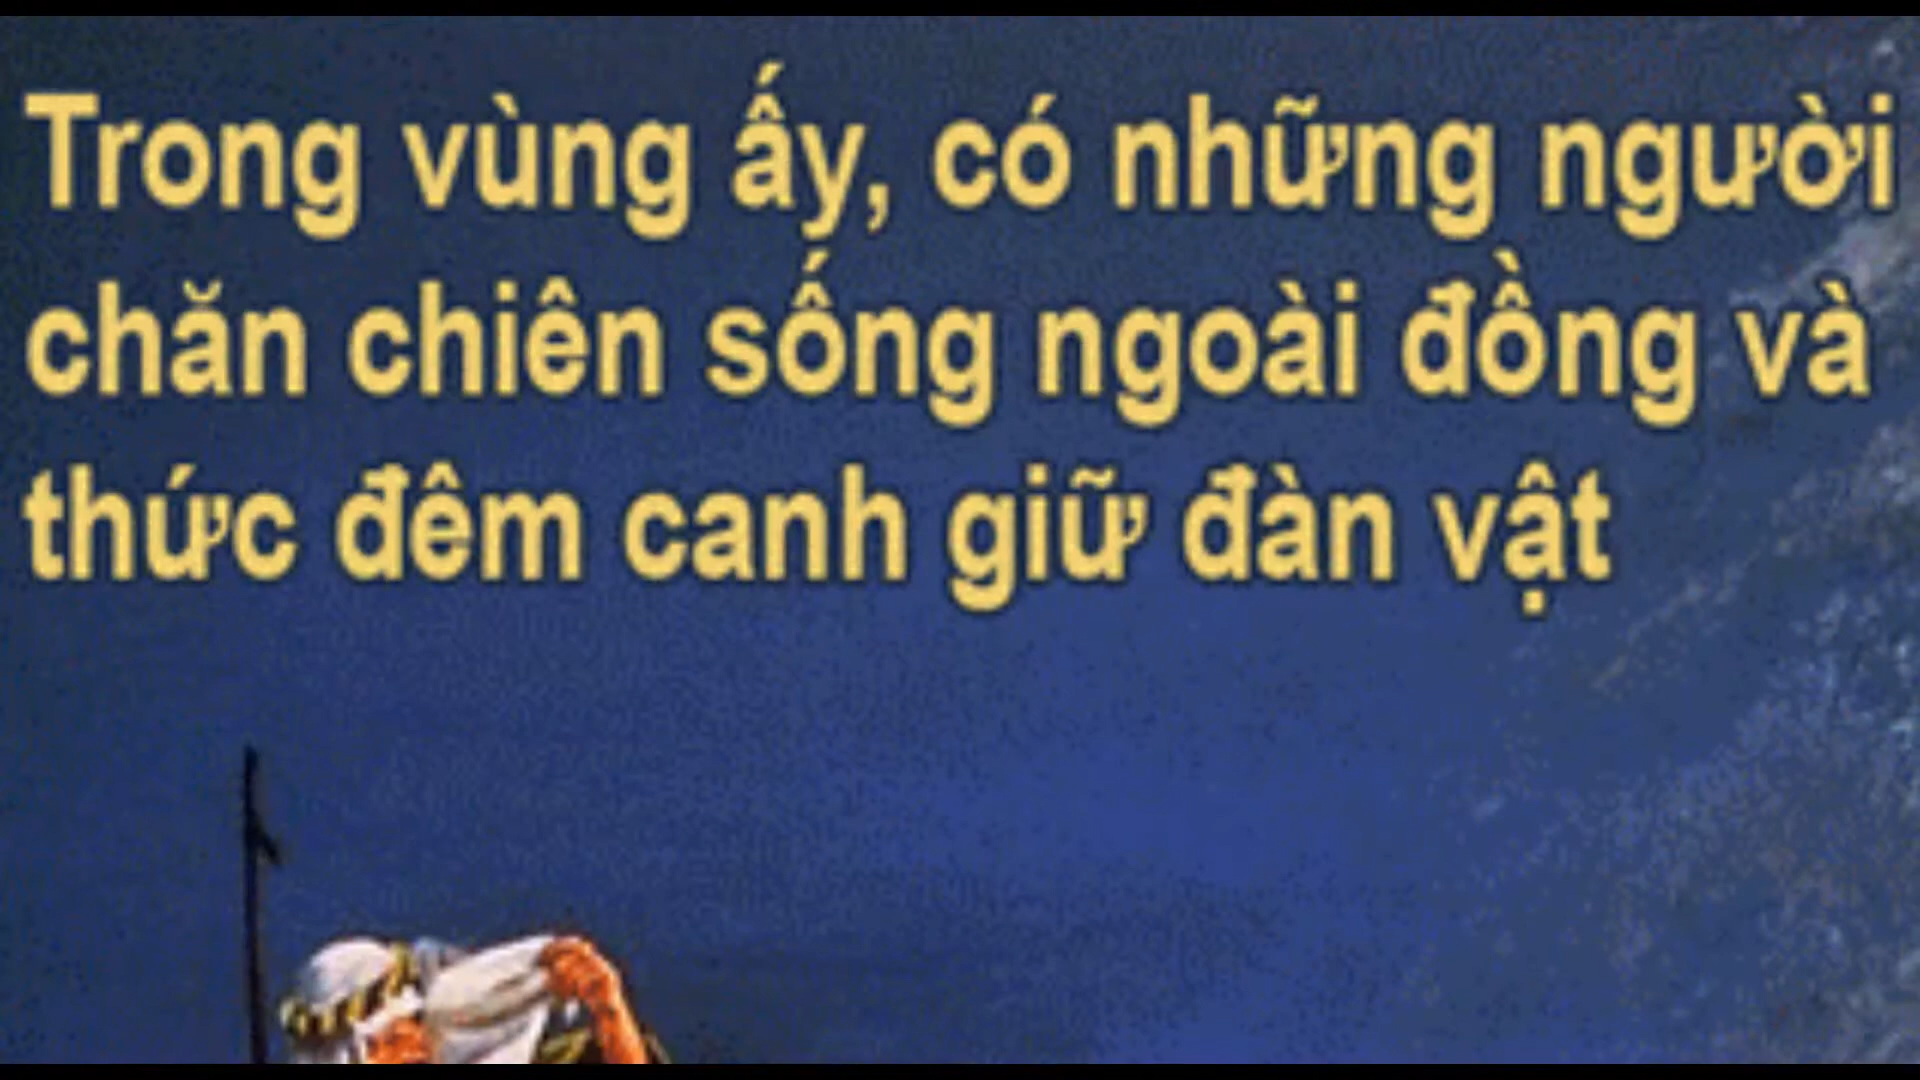 Trong vùng ấy, có những người
chăn chiên sống ngoài đồng và
thức đêm canh giữ đàn vật